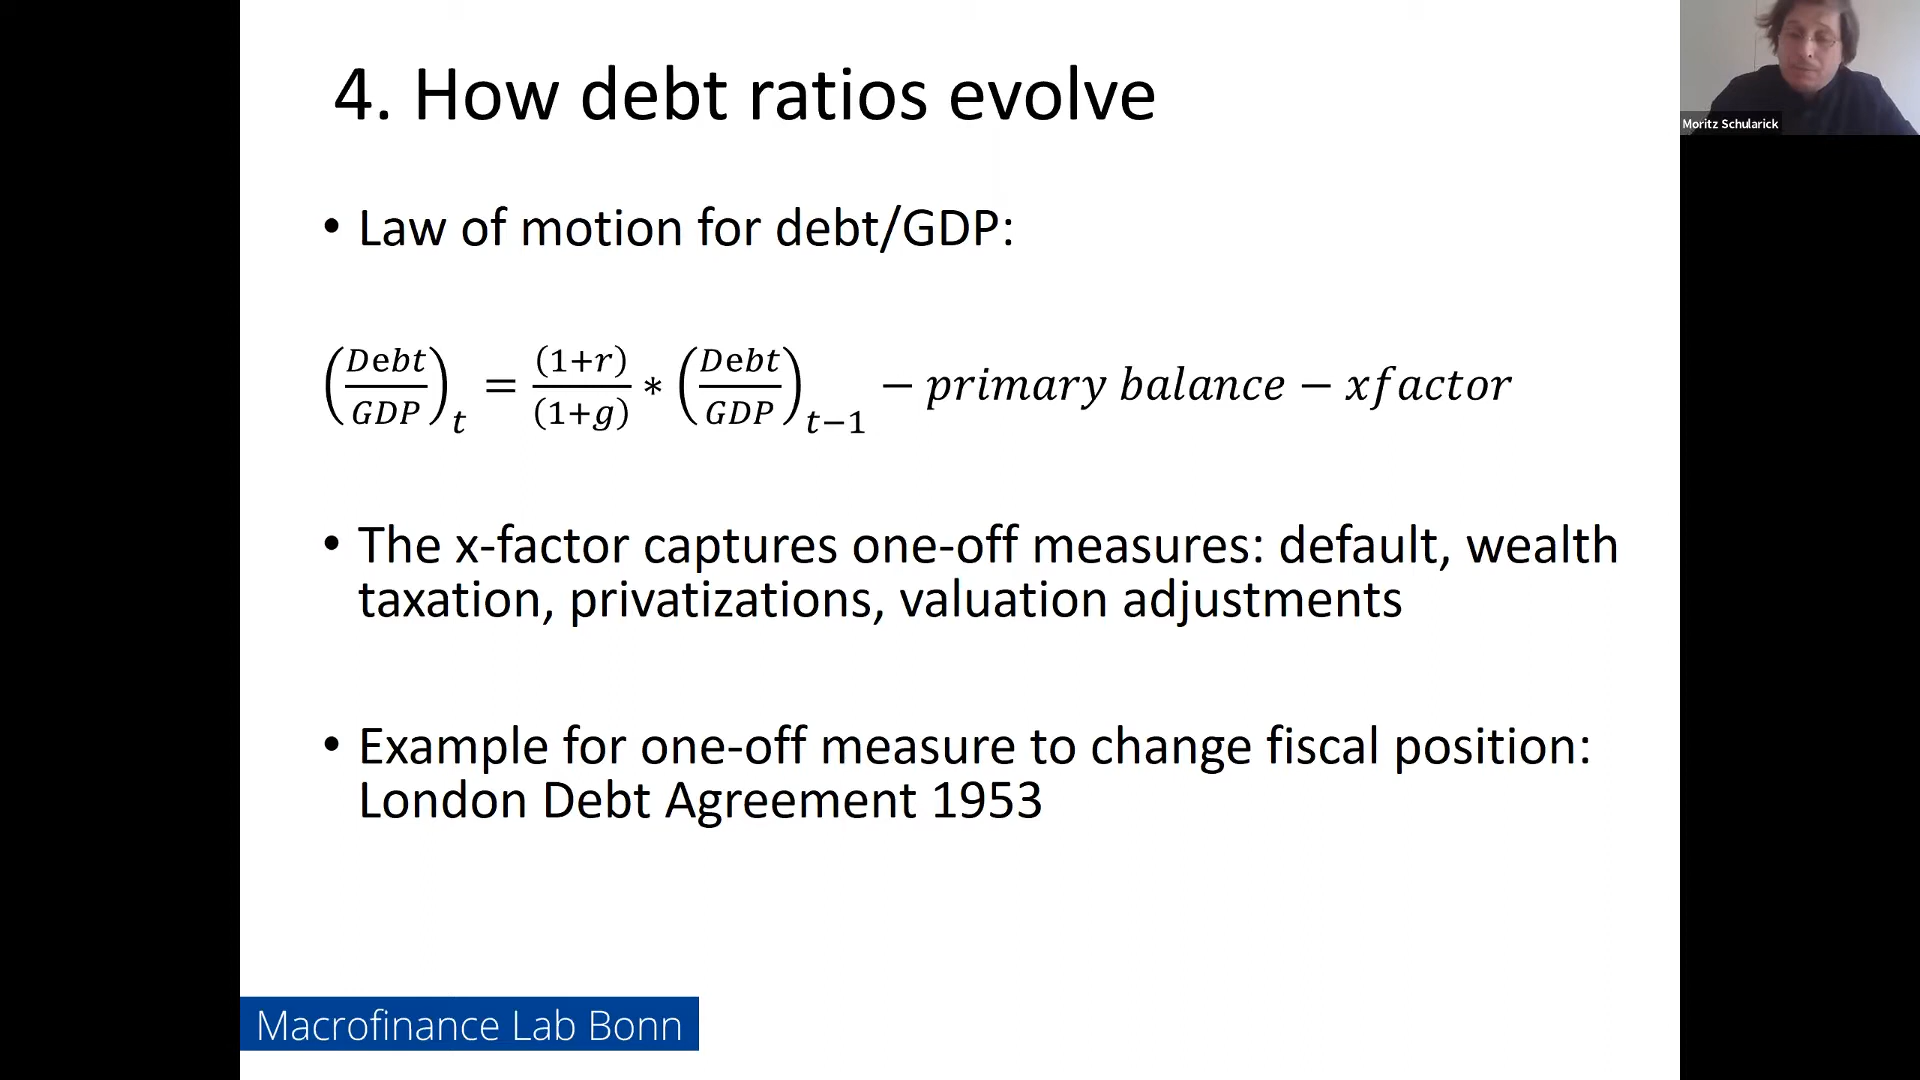 4. How debt ratios evolve
Moritz Schularick
• Law of motion for debt/GDP:
(Debt/GDP)_t = (1+r)/(1+g) * (Debt/GDP)_{t−1} − primary balance − xfactor
• The x-factor captures one-off measures: default, wealth
taxation, privatizations, valuation adjustments
• Example for one-off measure to change fiscal position:
London Debt Agreement 1953
Macrofinance Lab Bonn